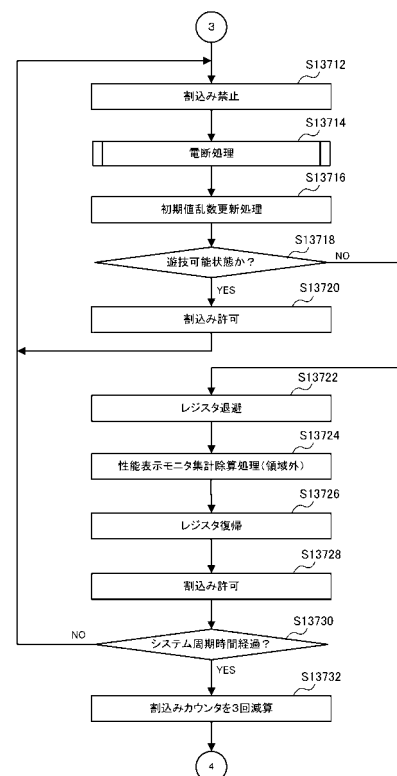 3
S13712
割込み禁止
S13714
電断処理
S13716
初期値乱数更新処理
S13718
遊技可能状態か？
NO
YES
S13720
割込み許可
S13722
レジスタ退避
S13724
性能表示モニタ集計除算処理(領域外)
S13726
レジスタ復帰
S13728
割込み許可
S13730
NO
システム周期時間経過？
YES
S13732
割込みカウンタを3回減算
4